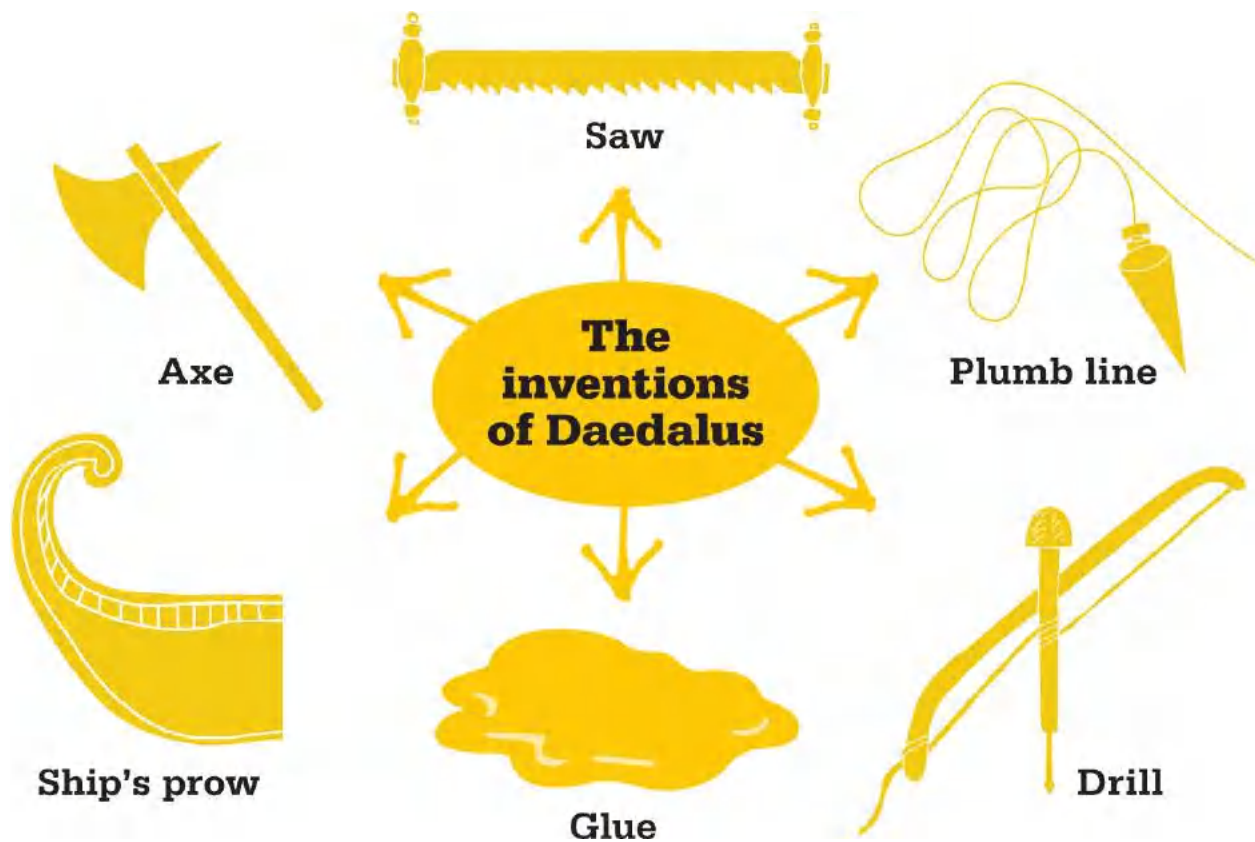 Saw
Axe
Plumb line
The
inventions
of Daedalus
Ship's prow
Glue
Drill